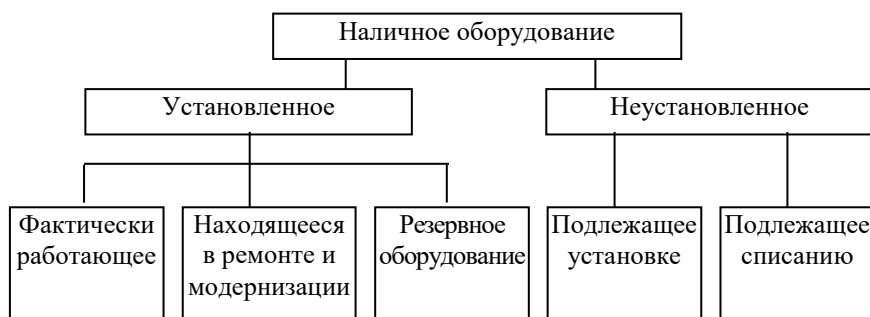 Наличное оборудование
Установленное
Неустановленное
Фактически
работающее
Находящееся
в ремонте и
модернизации
Резервное
оборудование
Подлежащее
установке
Подлежащее
списанию